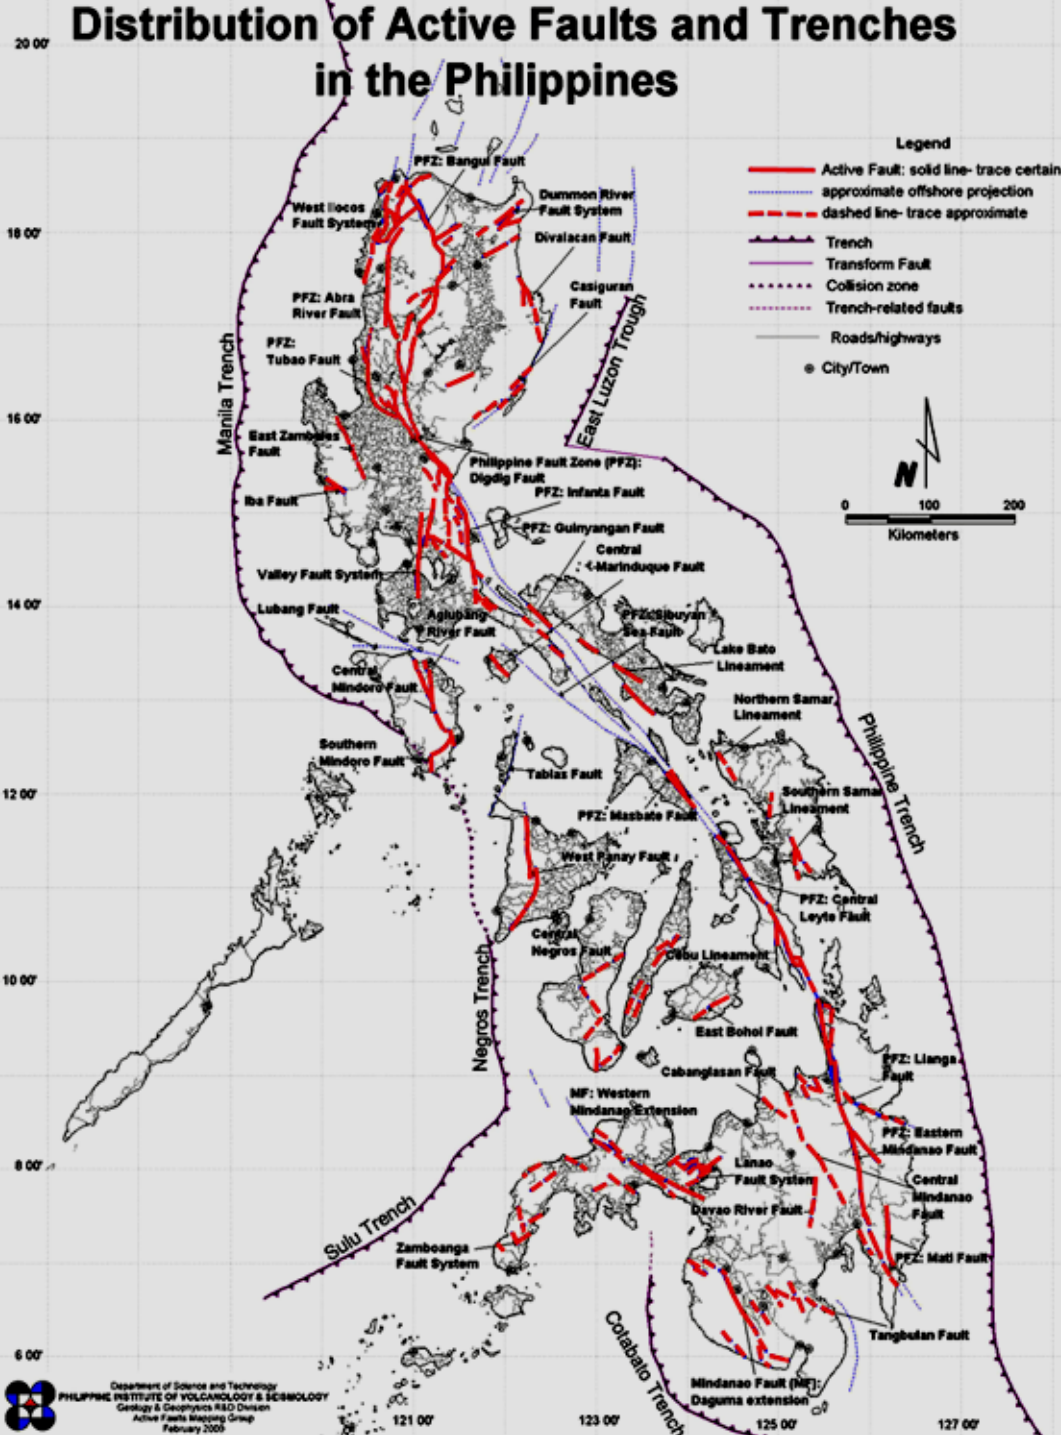 Distribution of Active Faults and Trenches
in the Philippines
20 00'
18 00'
16 00'
14 00'
12 00'
10 00'
8 00'
6 00'
121 00'
123 00'
125 00'
127 00'
Legend
Active Fault: solid line- trace certain
approximate offshore projection
dashed line- trace approximate
Trench
Transform Fault
Collision zone
Trench-related faults
Roads/highways
City/Town
N
0 100 200
Kilometers
PFZ: Bangui Fault
West Ilocos
Fault System
Dummon River
Fault System
Divalacan Fault
Casiguran
Fault
PFZ: Abra
River Fault
PFZ:
Tubao Fault
Manila Trench
East Luzon Trough
East Zambales
Fault
Iba Fault
Philippine Fault Zone (PFZ):
Digdig Fault
PFZ: Infanta Fault
PFZ: Guinyangan Fault
Central
Marinduque Fault
Valley Fault System
Lubang Fault
Aglubang
River Fault
PFZ: Sibuyan
Sea Fault
Lake Bato
Lineament
Central
Mindoro Fault
Northern Samar
Lineament
Southern
Mindoro Fault
Tablas Fault
Philippine Trench
Southern Samar
Lineament
PFZ: Masbate Fault
West Panay Fault
PFZ: Central
Leyte Fault
Central
Negros Fault
Cebu Lineament
Negros Trench
East Bohol Fault
Cabanglasan Fault
PFZ: Lianga
Fault
MF: Western
Mindanao Extension
PFZ: Eastern
Mindanao Fault
Lanao
Fault System
Central
Mindanao
Fault
Davao River Fault
Sulu Trench
Zamboanga
Fault System
PFZ: Mati Fault
Tangbulan Fault
Cotabato Trench
Mindanao Fault (MF):
Daguma extension
Department of Science and Technology
PHILIPPINE INSTITUTE OF VOLCANOLOGY & SEISMOLOGY
Geology & Geophysics R&D Division
Active Faults Mapping Group
February 2000